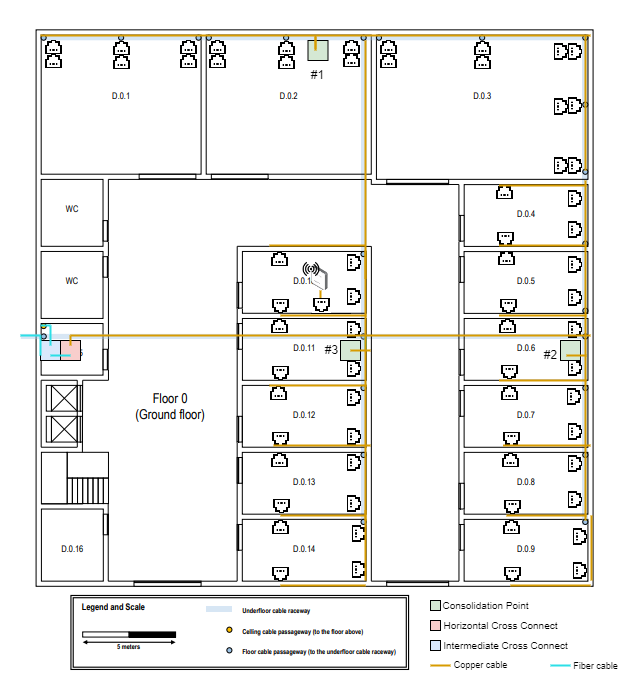 #1
D.0.1
D.0.2
D.0.3
WC
D.0.4
WC
D.0.1
D.0.5
#3
D.0.11
#2
D.0.6
Floor 0
(Ground floor)
D.0.12
D.0.7
D.0.13
D.0.8
D.0.16
D.0.14
D.0.9
Legend and Scale
5 meters
Underfloor cable raceway
Celling cable passageway (to the floor above)
Floor cable passageway (to the underfloor cable raceway)
Consolidation Point
Horizontal Cross Connect
Intermediate Cross Connect
Copper cable
Fiber cable